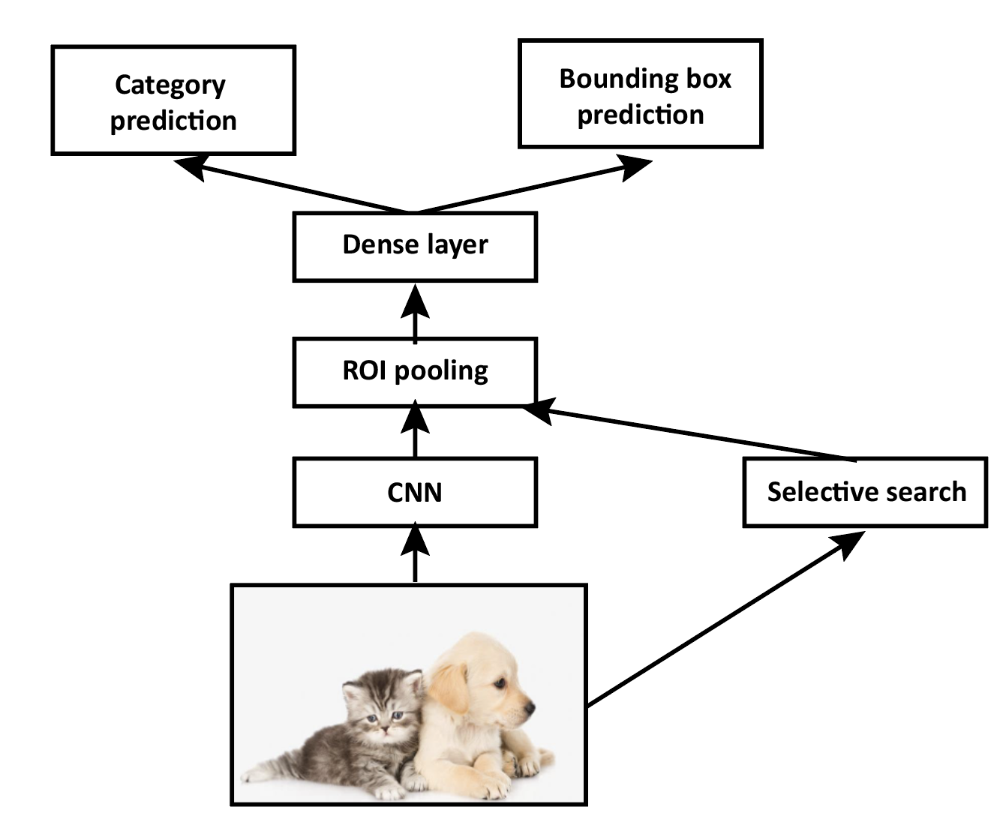 Category
prediction
Bounding box
prediction
Dense layer
ROI pooling
CNN
Selective search